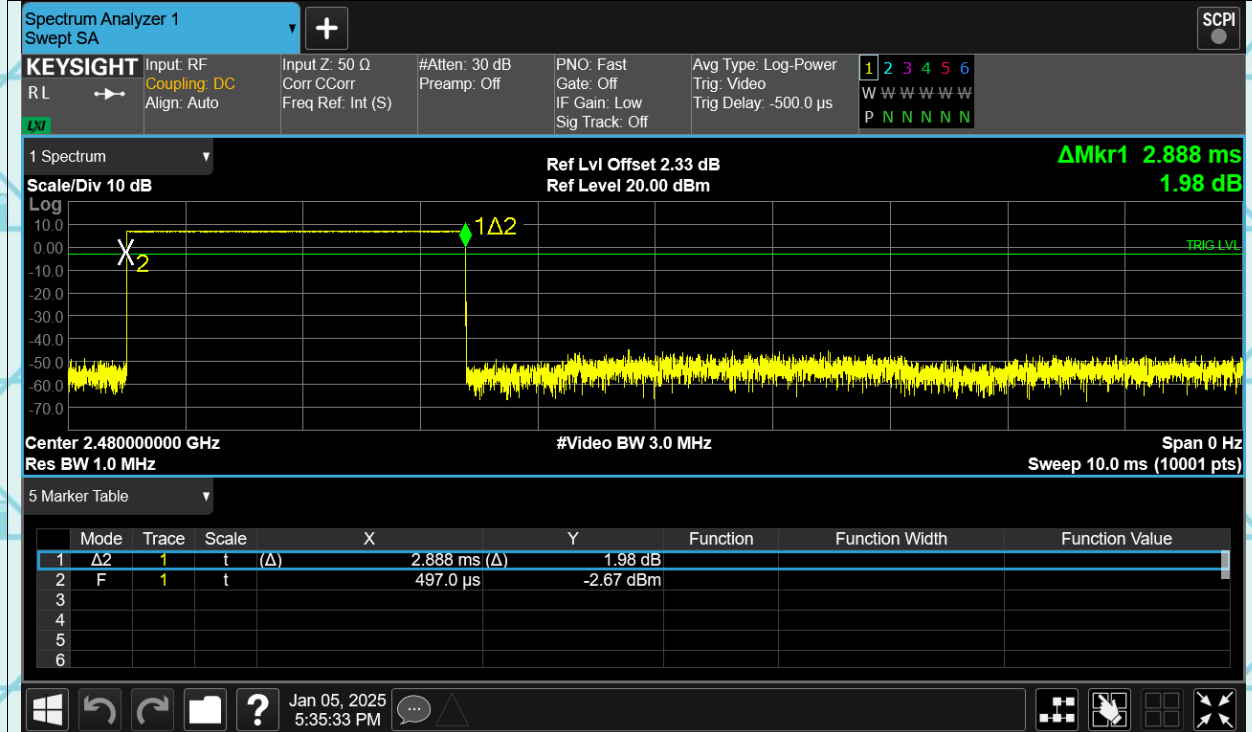 Spectrum Analyzer 1
Swept SA
SCPI
KEYSIGHT
RL
LXI
Input: RF
Coupling: DC
Align: Auto
Input Z: 50 Ω
Corr CCorr
Freq Ref: Int (S)
#Atten: 30 dB
Preamp: Off
PNO: Fast
Gate: Off
IF Gain: Low
Sig Track: Off
Avg Type: Log-Power
Trig: Video
Trig Delay: -500.0 µs
1 2 3 4 5 6
W W W W W W
P N N N N N
1 Spectrum
Scale/Div 10 dB
Ref Lvl Offset 2.33 dB
Ref Level 20.00 dBm
ΔMkr1 2.888 ms
1.98 dB
Log
10.0
0.00
-10.0
-20.0
-30.0
-40.0
-50.0
-60.0
-70.0
1Δ2
2
TRIG LVL
Center 2.480000000 GHz
#Video BW 3.0 MHz
Span 0 Hz
Res BW 1.0 MHz
Sweep 10.0 ms (10001 pts)
5 Marker Table
Mode Trace Scale X Y Function Function Width Function Value
1 Δ2 1 t (Δ) 2.888 ms (Δ) 1.98 dB
2 F 1 t 497.0 µs -2.67 dBm
3
4
5
6
?
Jan 05, 2025
5:35:33 PM